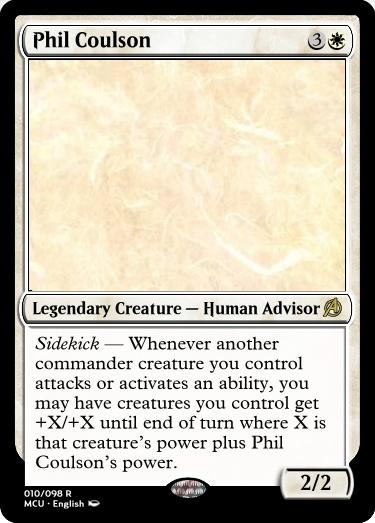 Phil Coulson 3
Legendary Creature — Human Advisor
Sidekick — Whenever another
commander creature you control
attacks or activates an ability, you
may have creatures you control get
+X/+X until end of turn where X is
that creature's power plus Phil
Coulson's power.
2/2
010/098 R
MCU · English